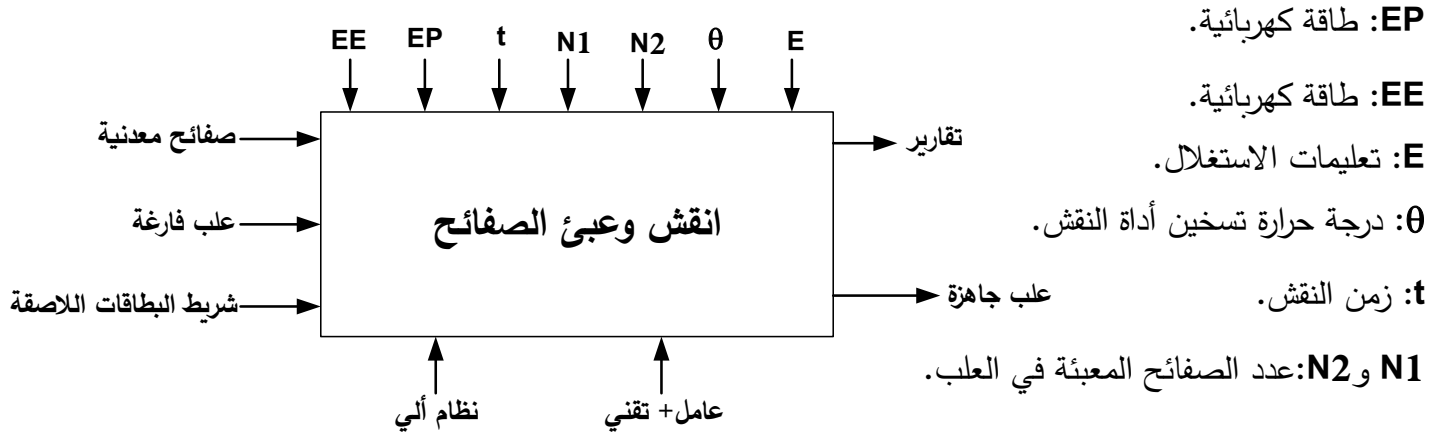 EE EP t N1 N2 θ E
صفائح معدنية
علب فارغة
شريط البطاقات اللاصقة
انقش وعبئ الصفائح
تقارير
علب جاهزة
نظام ألي
عامل+ تقني
EP: طاقة كهربائية.
EE: طاقة كهربائية.
E: تعليمات الاستغلال.
θ: درجة حرارة تسخين أداة النقش.
t: زمن النقش.
N1 و N2:عدد الصفائح المعبئة في العلب.